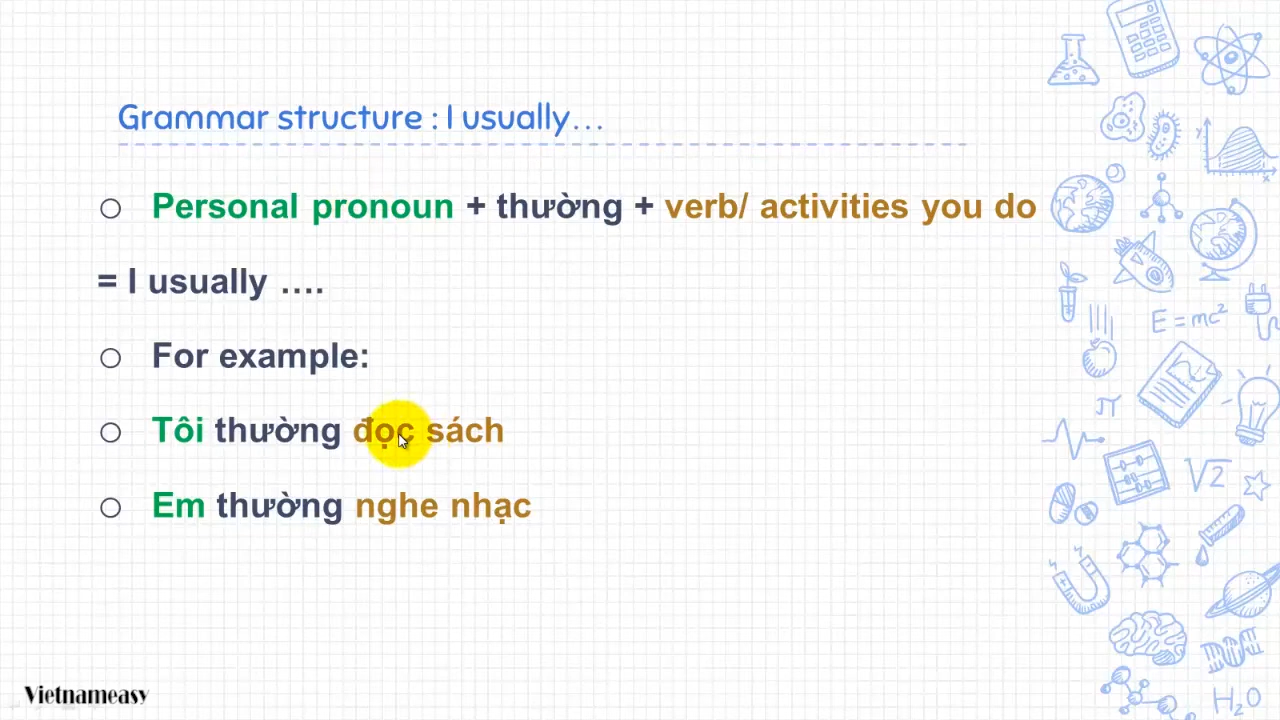 Grammar structure : I usually...
Personal pronoun + thường + verb/ activities you do
= I usually ....
For example:
Tôi thường đọc sách
Em thường nghe nhạc
Vietnameasy
y
x
E = mc²
π
√2
H₂O